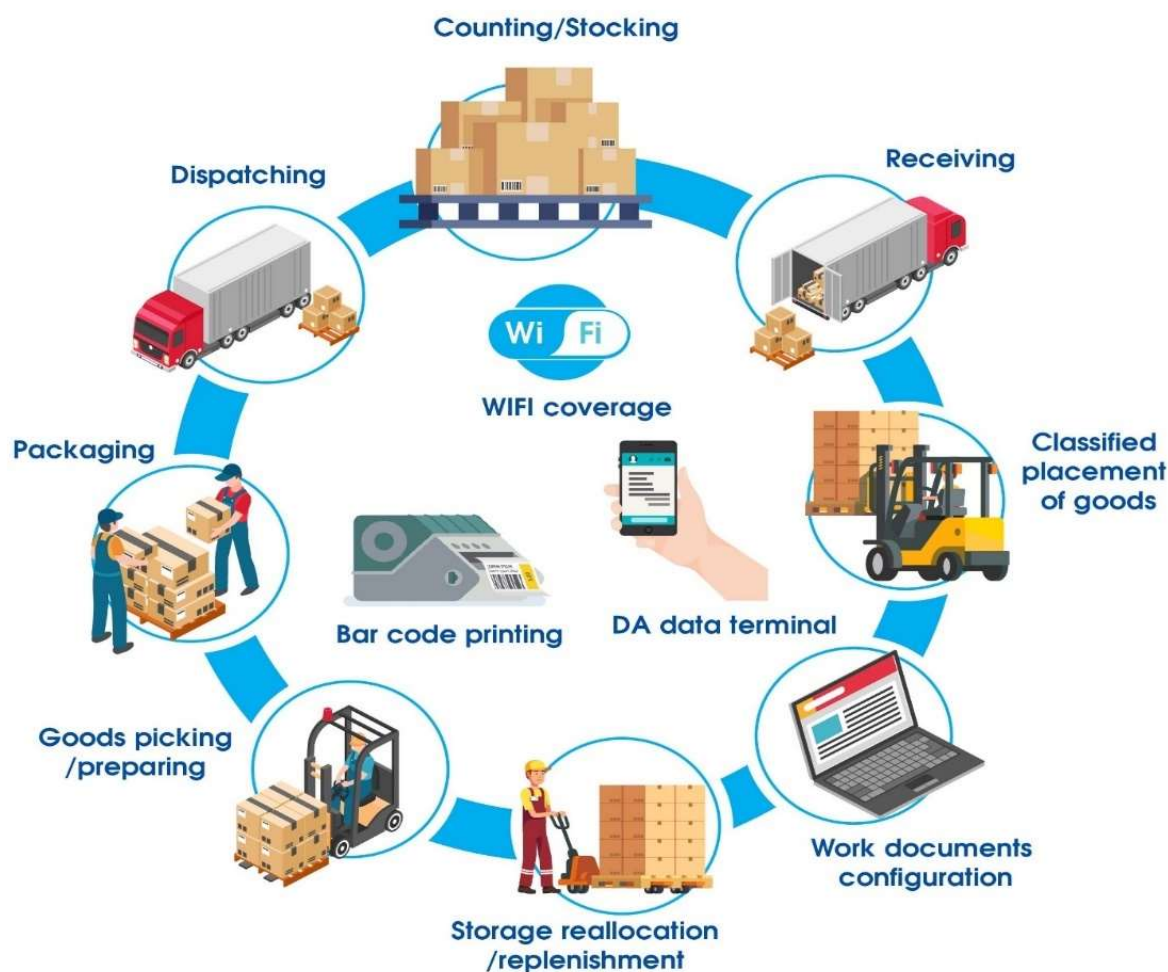 Counting/Stocking
Receiving
Dispatching
Wi Fi
WIFI coverage
Classified
placement
of goods
Packaging
Bar code printing
DA data terminal
Goods picking
/preparing
Work documents
configuration
Storage reallocation
/replenishment